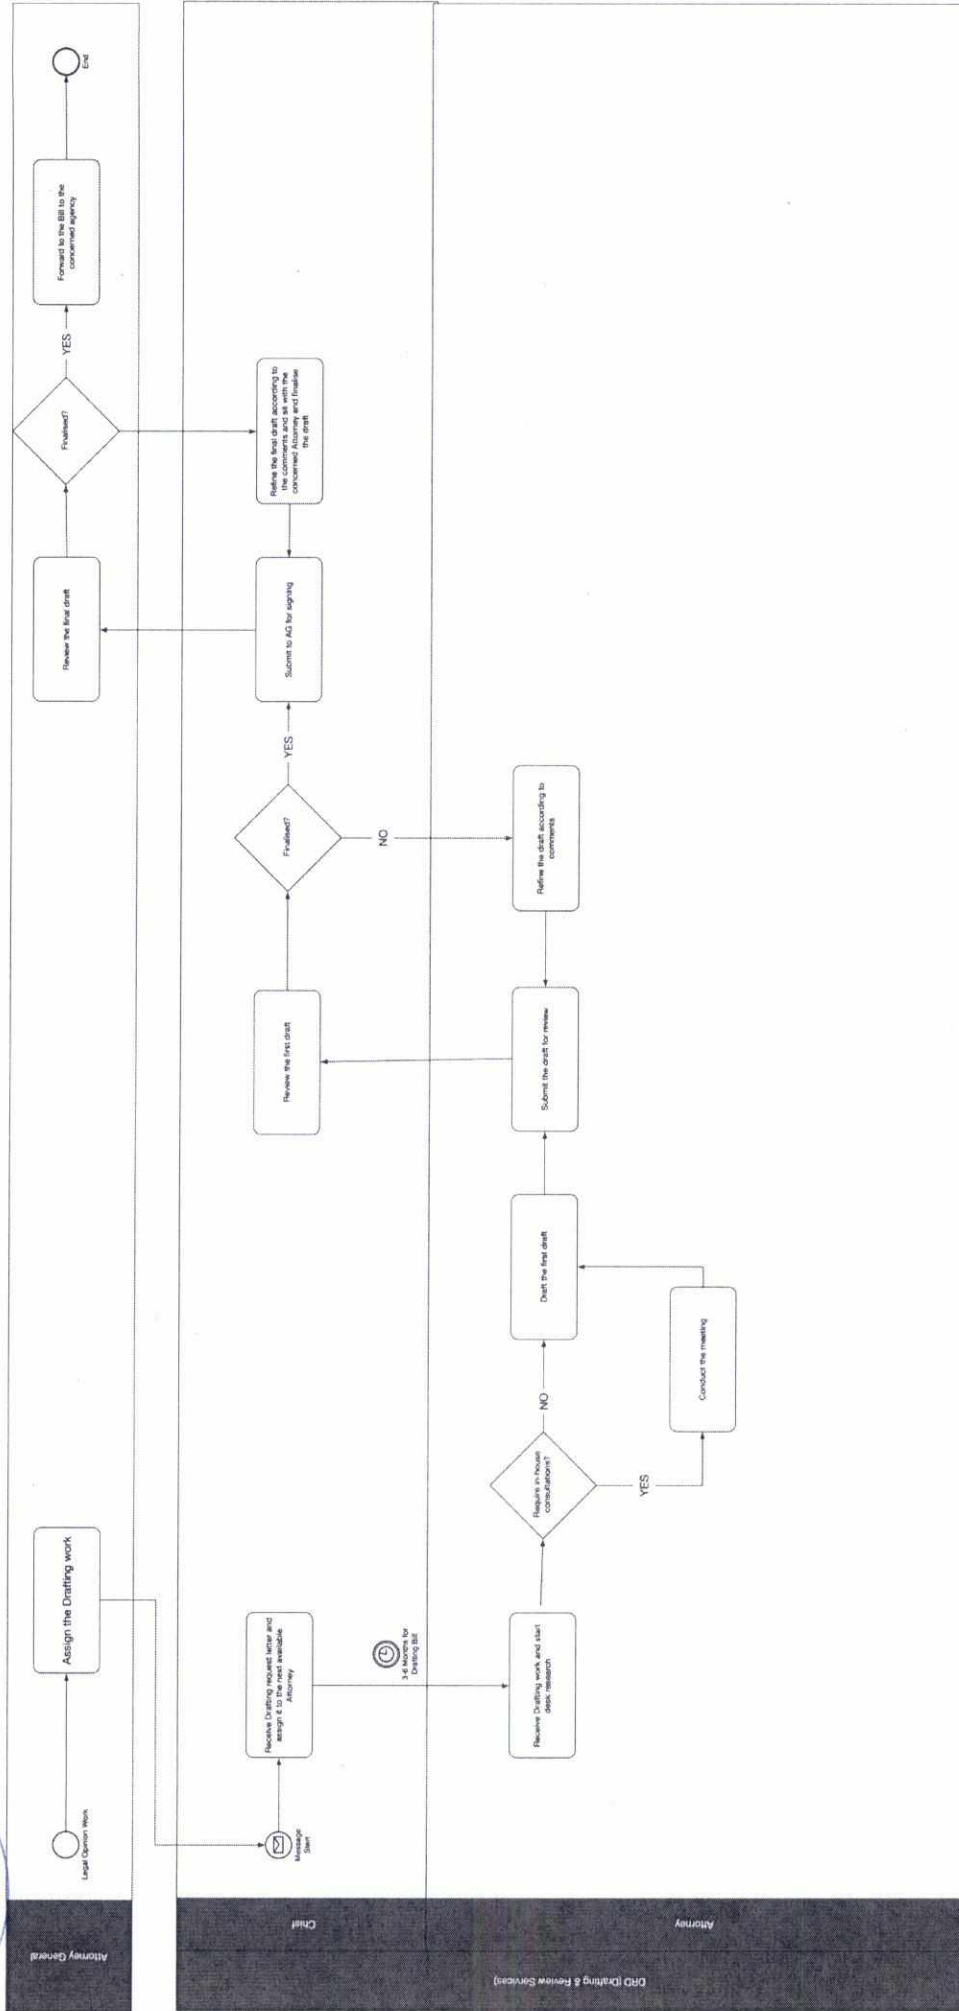 Attorney General
Legal Opinion Work
Assign the Drafting work
Review the final draft
Finalised?
YES
Forward to the Bill to the
concerned agency
End
DRD (Drafting & Review Services)
Chief
Message
Start
Receive Drafting request letter and
assign it to the next available
Attorney
3-6 Months for
Drafting Bill
Review the first draft
Finalised?
YES
NO
Submit to AG for signing
Refine the final draft according to
the comments and sit with the
concerned Attorney and finalise
the draft
Attorney
Receive Drafting work and start
desk research
Require in-house
consultations?
NO
YES
Conduct the meeting
Draft the first draft
Submit the draft for review
Refine the draft according to
comments